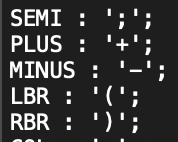 SEMI : ';';
PLUS : '+';
MINUS : '-';
LBR : '(';
RBR : ')';